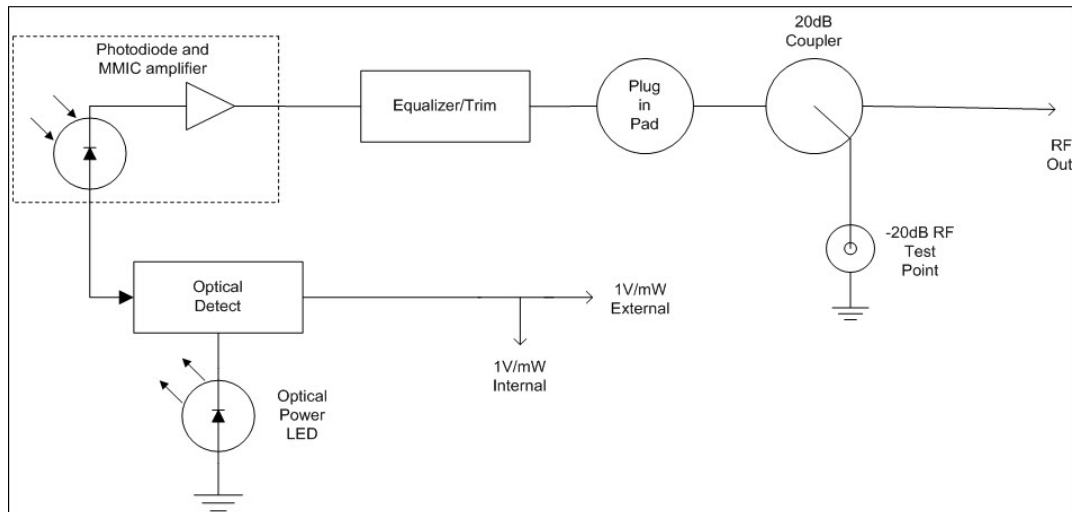 Photodiode and
MMIC amplifier
Equalizer/Trim
Plug
in
Pad
20dB
Coupler
RF
Out
-20dB RF
Test
Point
Optical
Detect
1V/mW
External
1V/mW
Internal
Optical
Power
LED